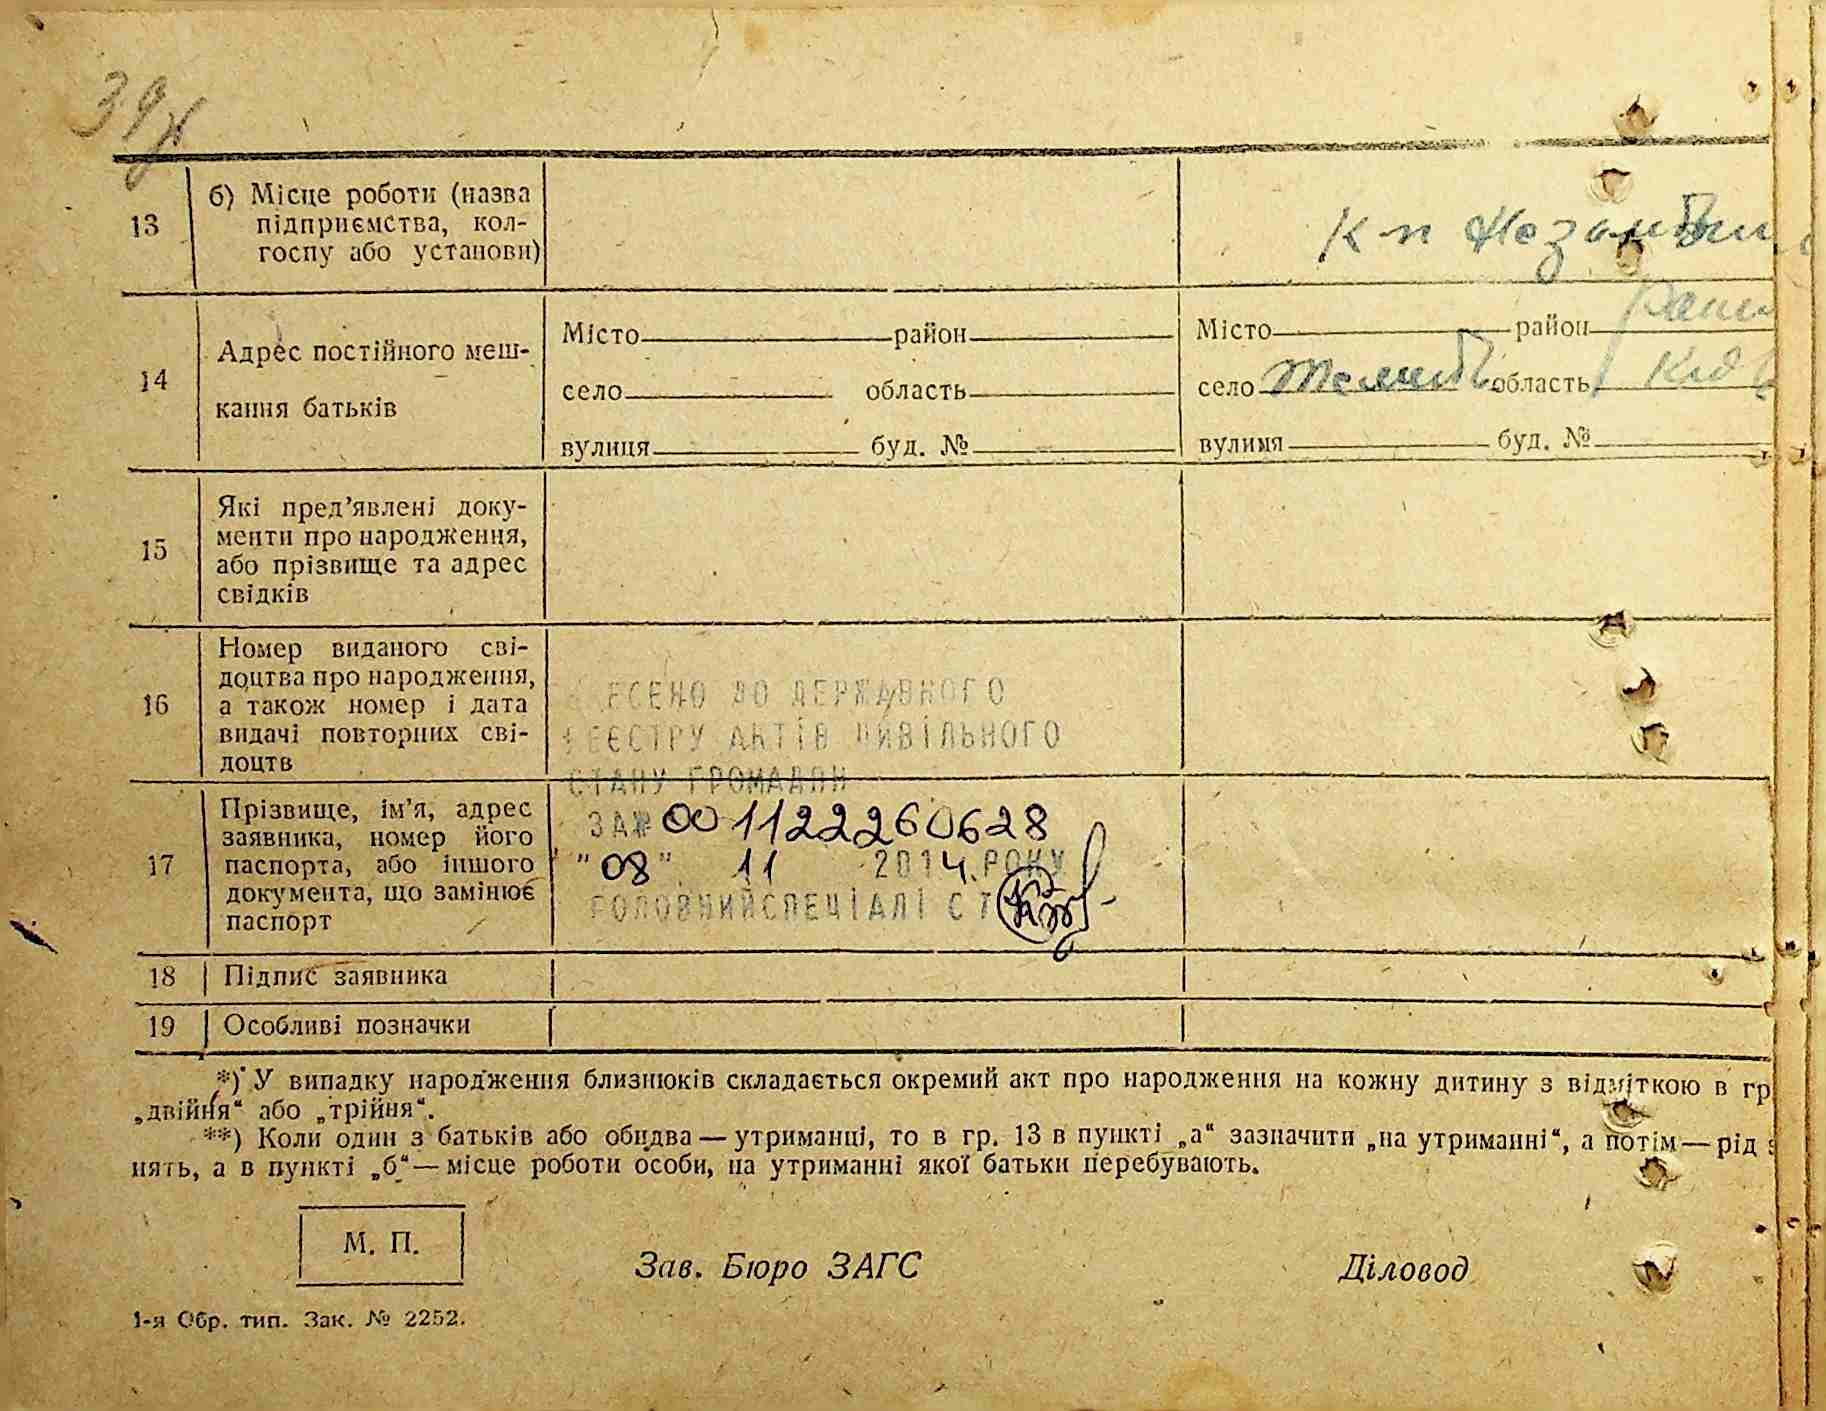 39
13
б) Місце роботи (назва
підприємства, кол-
госпу або установи)
к п Незамож
14
Адрес постійного меш-
кання батьків
Місто район
село область
вулиця буд. №
Місто район
село область
вулиця буд. №
15
Які пред’явлені доку-
менти про народження,
або прізвище та адрес
свідків
16
Номер виданого сві-
доцтва про народження,
а також номер і дата
видачі повторних сві-
доцтв
ЕСЕНО ДО ДЕРЖАВНОГО
РЕЄСТРУ АКТІВ ЦИВІЛЬНОГО
СТАНУ ГРОМАДЯН
ЗА№ 001122260628
"08" 11 2014 РОКУ
ГОЛОВНИЙ СПЕЦІАЛІСТ
17
Прізвище, ім’я, адрес
заявника, номер його
паспорта, або іншого
документа, що замінює
паспорт
18 Підпис заявника
19 Особливі позначки
*) У випадку народження близнюків складається окремий акт про народження на кожну дитину з відміткою в гр
„двійня“ або „трійня“.
**) Коли один з батьків або обидва — утриманці, то в гр. 13 в пункті „а“ зазначити „на утриманні“, а потім — рід з
нять, а в пункті „б“ — місце роботи особи, на утриманні якої батьки перебувають.
М. П.
Зав. Бюро ЗАГС
Діловод
1-я Обр. тип. Зак. № 2252.